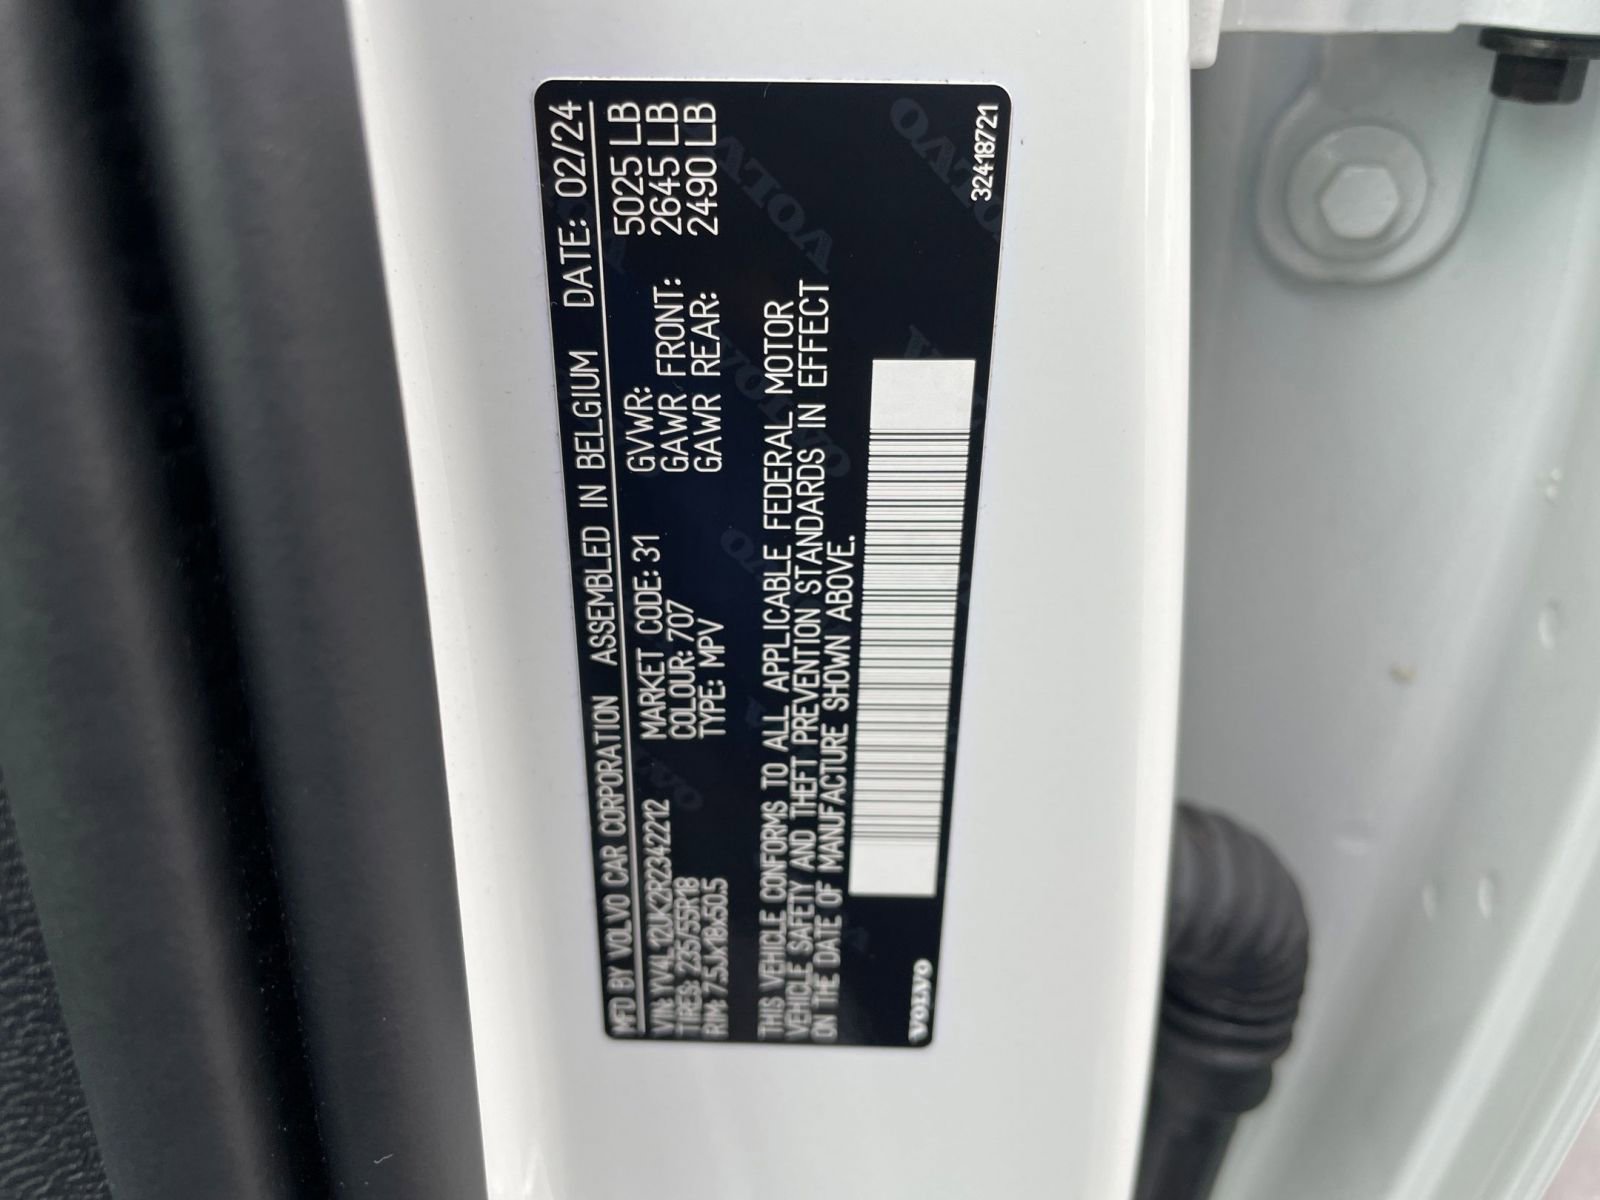 MFD BY VOLVO CAR CORPORATION ASSEMBLED IN BELGIUM DATE: 02/24
VIN: YV4L12UK2R2342212 MARKET CODE: 31 GVWR: 5025 LB
TIRES: 235/55R18 COLOUR: 707 GAWR FRONT: 2645 LB
RIM: 7.5Jx18x50.5 TYPE: MPV GAWR REAR: 2490 LB
THIS VEHICLE CONFORMS TO ALL APPLICABLE FEDERAL MOTOR
VEHICLE SAFETY AND THEFT PREVENTION STANDARDS IN EFFECT
ON THE DATE OF MANUFACTURE SHOWN ABOVE.
VOLVO 32418721